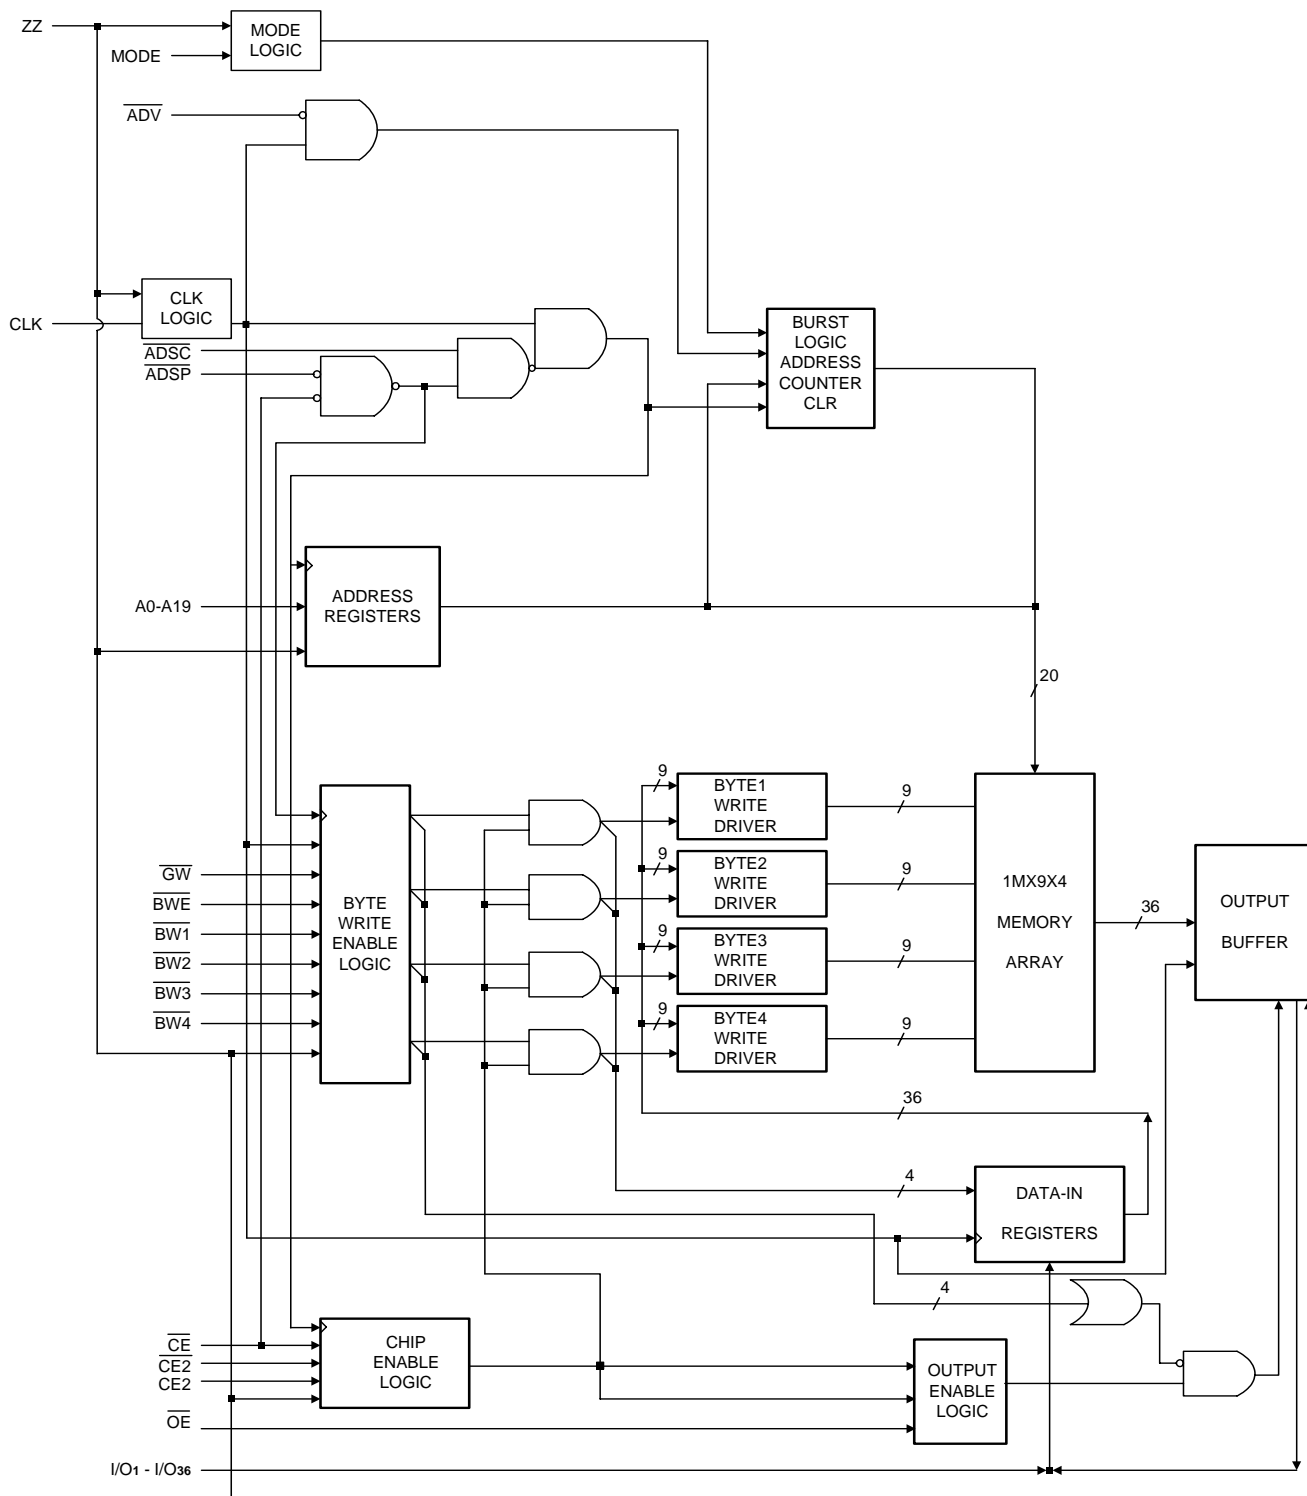 ZZ
MODE
MODE
LOGIC
ADV
CLK
CLK
LOGIC
ADSC
ADSP
BURST
LOGIC
ADDRESS
COUNTER
CLR
A0-A19
ADDRESS
REGISTERS
20
GW
BWE
BW1
BW2
BW3
BW4
BYTE
WRITE
ENABLE
LOGIC
9
BYTE1
WRITE
DRIVER
9
9
BYTE2
WRITE
DRIVER
9
9
BYTE3
WRITE
DRIVER
9
9
BYTE4
WRITE
DRIVER
9
1MX9X4
MEMORY
ARRAY
36
OUTPUT
BUFFER
36
4
DATA-IN
REGISTERS
4
CE
CE2
CE2
CHIP
ENABLE
LOGIC
OUTPUT
ENABLE
LOGIC
OE
I/O1 - I/O36